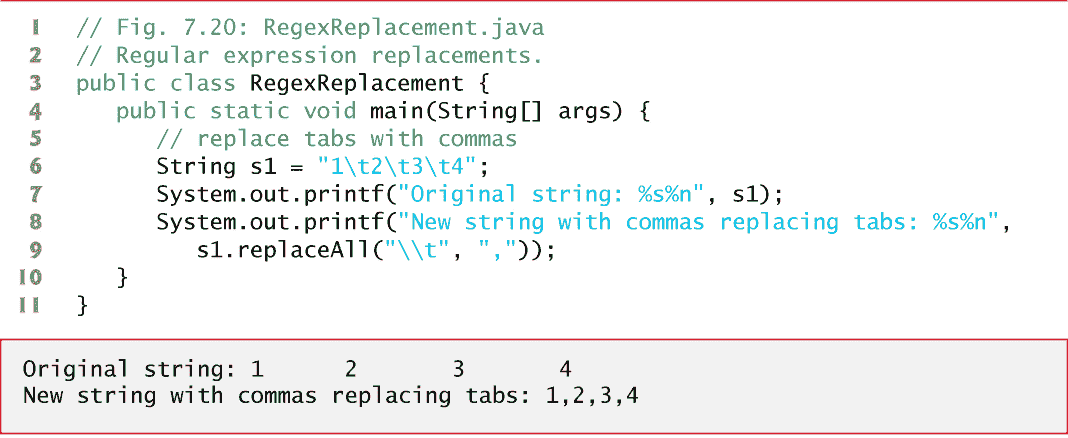 1 // Fig. 7.20: RegexReplacement.java
2 // Regular expression replacements.
3 public class RegexReplacement {
4    public static void main(String[] args) {
5       // replace tabs with commas
6       String s1 = "1\t2\t3\t4";
7       System.out.printf("Original string: %s%n", s1);
8       System.out.printf("New string with commas replacing tabs: %s%n",
9          s1.replaceAll("\\t", ","));
10    }
11 }
Original string: 1       2       3       4
New string with commas replacing tabs: 1,2,3,4